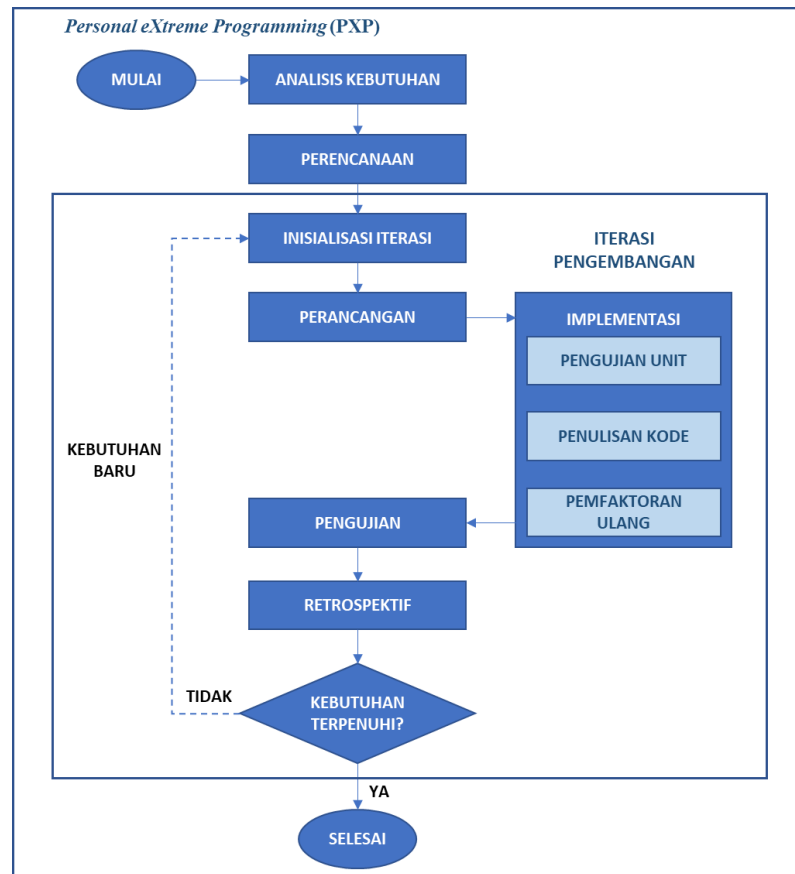 Personal eXtreme Programming (PXP)
MULAI
ANALISIS KEBUTUHAN
PERENCANAAN
INISIALISASI ITERASI
ITERASI
PENGEMBANGAN
PERANCANGAN
IMPLEMENTASI
PENGUJIAN UNIT
PENULISAN KODE
KEBUTUHAN
BARU
PEMFAKTORAN
ULANG
PENGUJIAN
RETROSPEKTIF
TIDAK
KEBUTUHAN
TERPENUHI?
YA
SELESAI